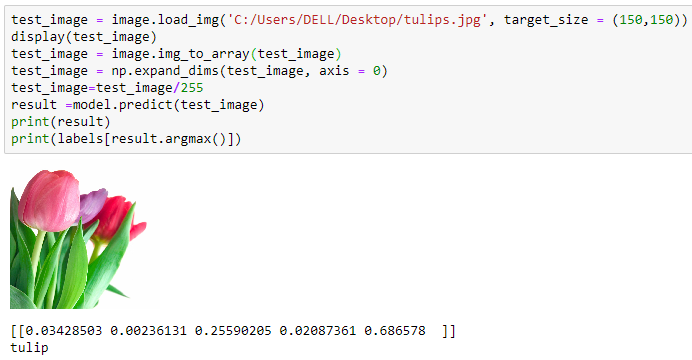 test_image = image.load_img('C:/Users/DELL/Desktop/tulips.jpg', target_size = (150,150))
display(test_image)
test_image = image.img_to_array(test_image)
test_image = np.expand_dims(test_image, axis = 0)
test_image=test_image/255
result =model.predict(test_image)
print(result)
print(labels[result.argmax()])
[[0.03428503 0.00236131 0.25590205 0.02087361 0.686578  ]]
tulip